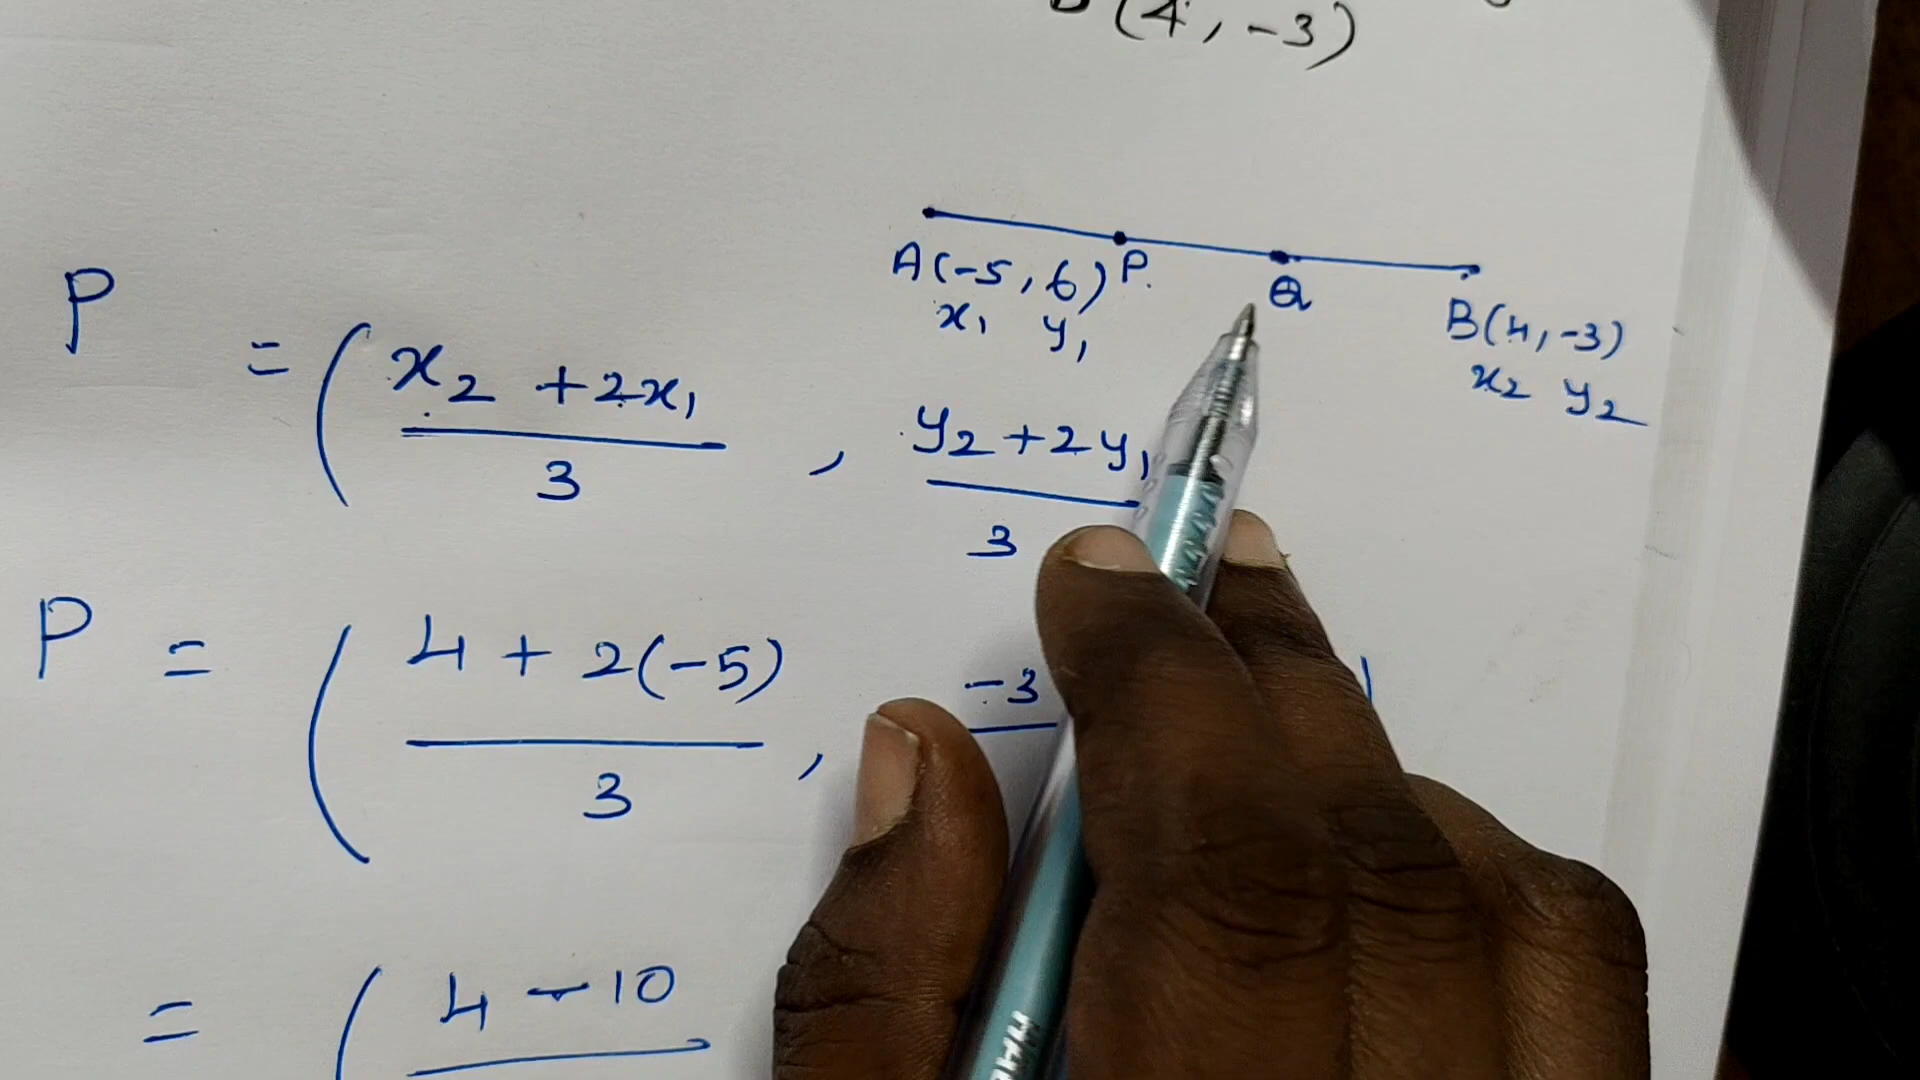 (4, -3)
A(-5, 6) P. Q B(4, -3)
x₁ y₁ x₂ y₂
P = ( x₂ + 2x₁ / 3 , y₂ + 2y₁ / 3
P = ( 4 + 2(-5) / 3 , -3
= ( 4 - 10